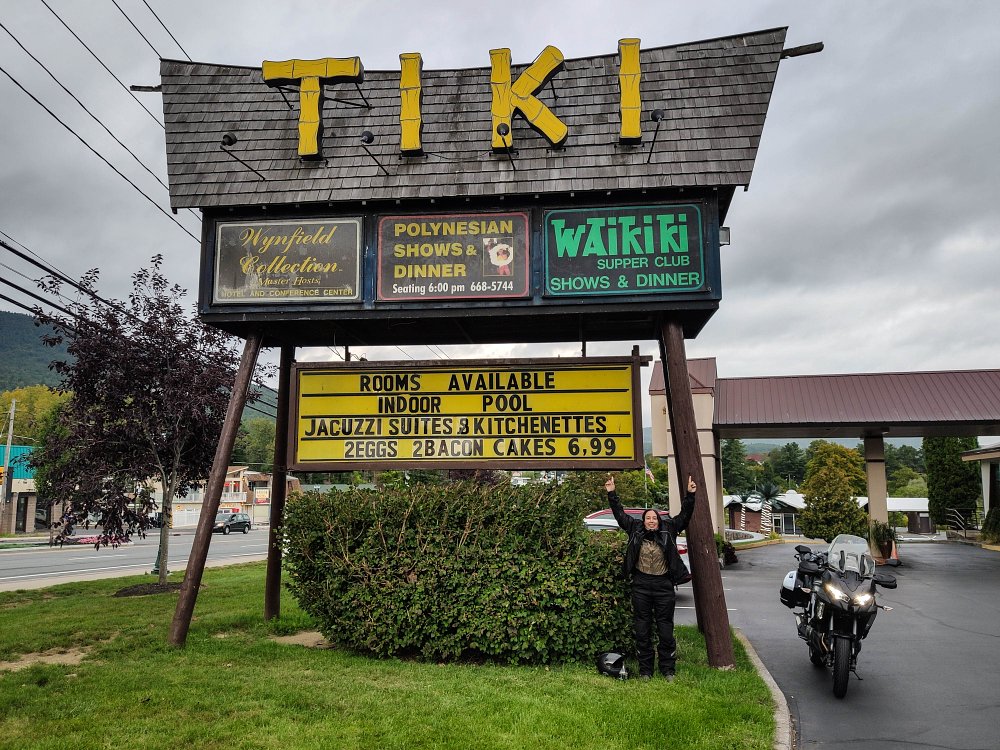 TIKI
Wynfield
Collection
Master Hosts
HOTEL AND CONFERENCE CENTER
POLYNESIAN
SHOWS &
DINNER
Seating 6:00 pm 668-5744
WAikiki
SUPPER CLUB
SHOWS & DINNER
ROOMS AVAILABLE
INDOOR POOL
JACUZZI SUITES & KITCHENETTES
2EGGS 2BACON CAKES 6,99